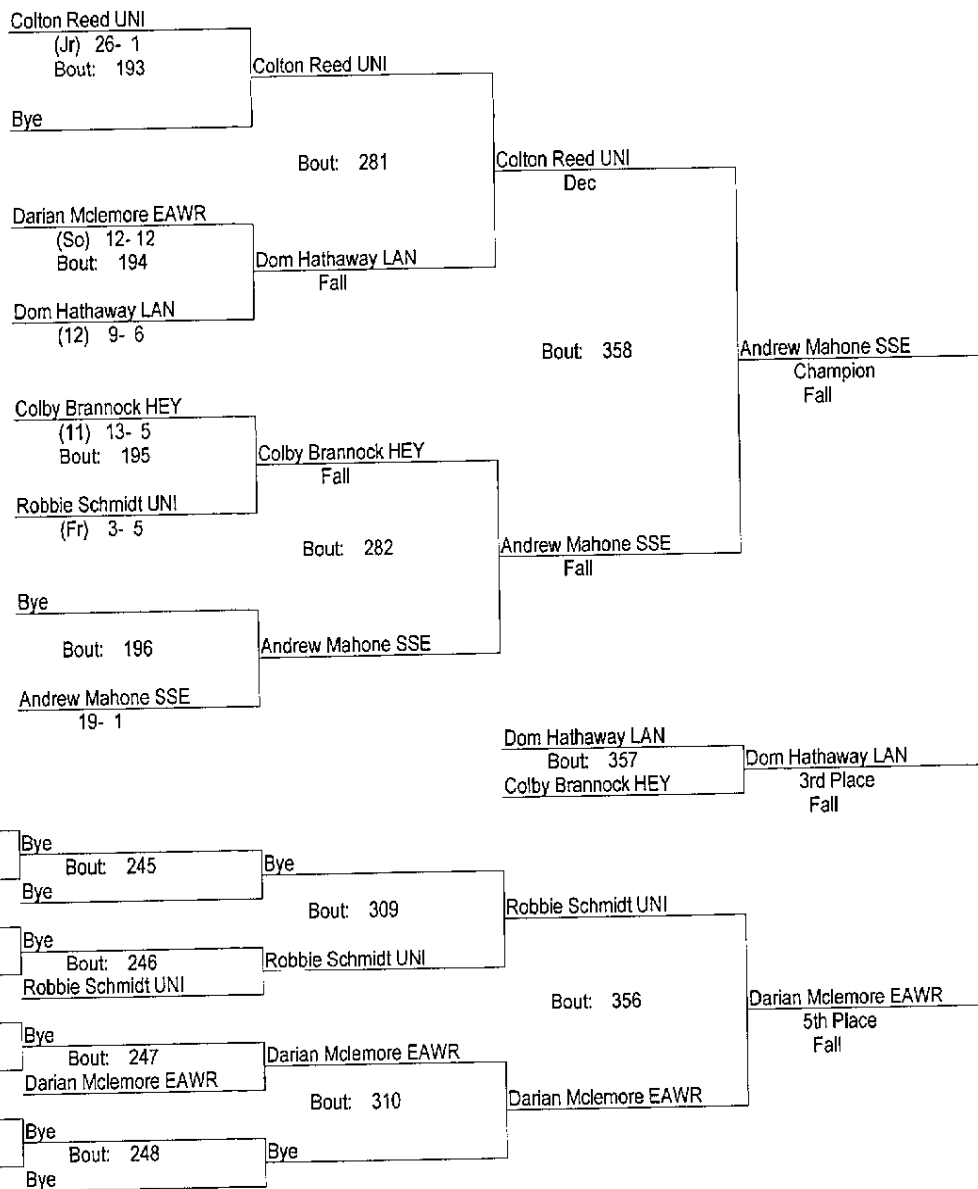 Colton Reed UNI
(Jr) 26- 1
Bout: 193
Bye
Colton Reed UNI
Bout: 281
Darian Mclemore EAWR
(So) 12- 12
Bout: 194
Dom Hathaway LAN
(12) 9- 6
Dom Hathaway LAN
Fall
Colton Reed UNI
Dec
Bout: 358
Colby Brannock HEY
(11) 13- 5
Bout: 195
Robbie Schmidt UNI
(Fr) 3- 5
Colby Brannock HEY
Fall
Bout: 282
Bye
Bout: 196
Andrew Mahone SSE
19- 1
Andrew Mahone SSE
Andrew Mahone SSE
Fall
Andrew Mahone SSE
Champion
Fall
Dom Hathaway LAN
Bout: 357
Colby Brannock HEY
Dom Hathaway LAN
3rd Place
Fall
Bye
Bout: 245
Bye
Bye
Bout: 309
Bye
Bout: 246
Robbie Schmidt UNI
Robbie Schmidt UNI
Robbie Schmidt UNI
Bout: 356
Bye
Bout: 247
Darian Mclemore EAWR
Darian Mclemore EAWR
Bout: 310
Bye
Bout: 248
Bye
Bye
Darian Mclemore EAWR
Darian Mclemore EAWR
5th Place
Fall